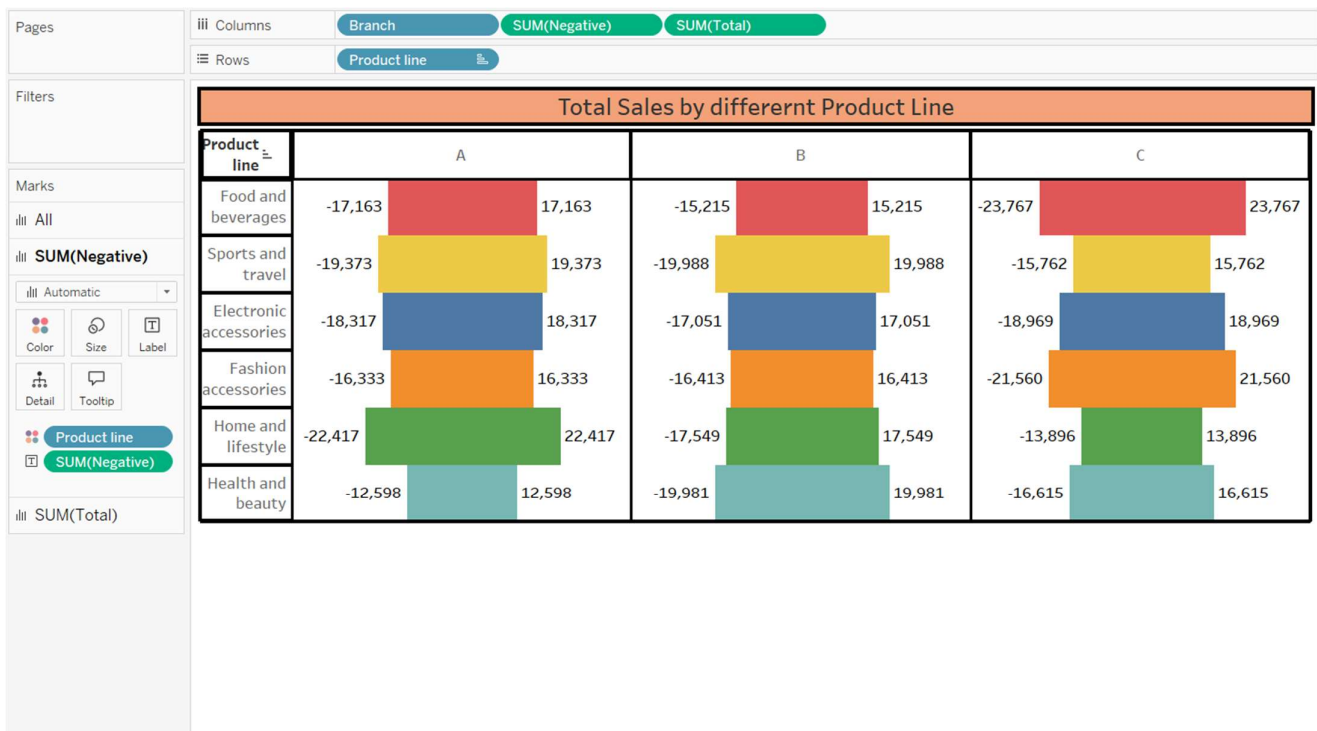 Pages
Columns
Branch SUM(Negative) SUM(Total)
Rows
Product line
Filters
Marks
All
SUM(Negative)
Automatic
Color Size Label
Detail Tooltip
Product line
SUM(Negative)
SUM(Total)
Total Sales by differernt Product Line
Product
line
A B C
Food and
beverages
-17,163 17,163 -15,215 15,215 -23,767 23,767
Sports and
travel
-19,373 19,373 -19,988 19,988 -15,762 15,762
Electronic
accessories
-18,317 18,317 -17,051 17,051 -18,969 18,969
Fashion
accessories
-16,333 16,333 -16,413 16,413 -21,560 21,560
Home and
lifestyle
-22,417 22,417 -17,549 17,549 -13,896 13,896
Health and
beauty
-12,598 12,598 -19,981 19,981 -16,615 16,615